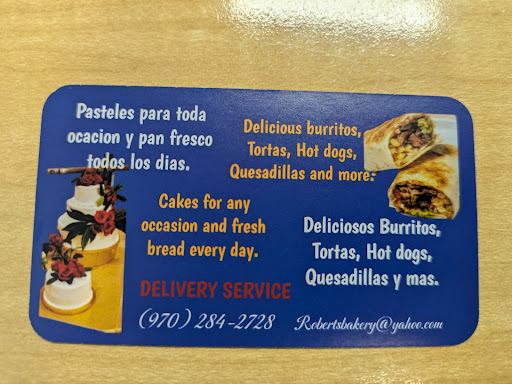 Pasteles para toda
ocacion y pan fresco
todos los dias.
Delicious burritos,
Tortas, Hot dogs,
Quesadillas and more.
Cakes for any
occasion and fresh
bread every day.
Deliciosos Burritos,
Tortas, Hot dogs,
Quesadillas y mas.
DELIVERY SERVICE
(970) 284-2728
Robertsbakery@yahoo.com